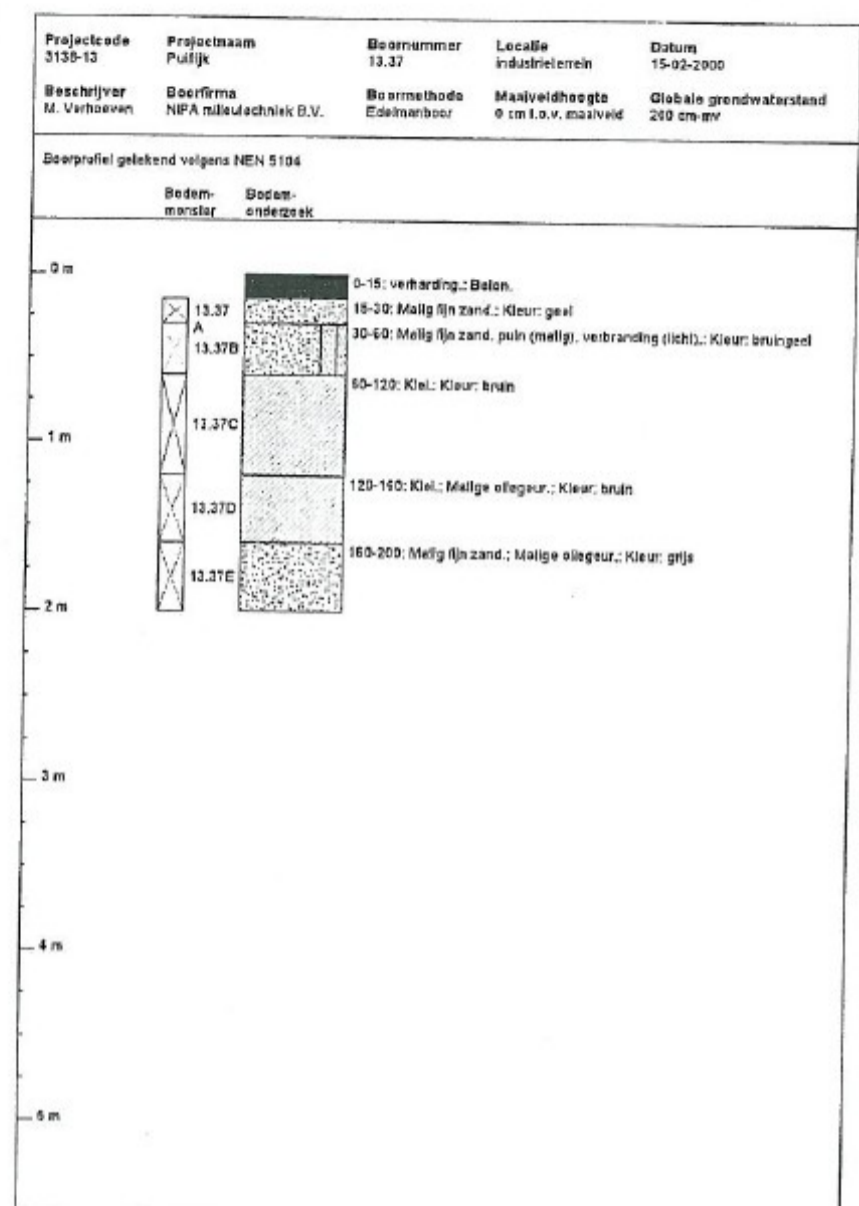 Projectcode Projectnaam Boornummer Locatie Datum
3138-13 Puiflijk 13.37 industrieterrein 15-02-2000
Beschrijver Boorfirma Boormethode Maaiveldhoogte Globale grondwaterstand
M. Verhoeven NIPA milieutechniek B.V. Edelmanboor 0 cm t.o.v. maaiveld 200 cm-mv
Boorprofiel getekend volgens NEN 5104
Bodem- Bodem-
monster onderzoek
0 m
0-15: verharding.; Beton.
13.37 15-30: Matig fijn zand.; Kleur: geel
A
13.37B 30-60: Matig fijn zand, puin (matig), verbranding (licht).; Kleur: bruingeel
60-120: Klei.; Kleur: bruin
13.37C
1 m
120-160: Klei.; Matige oliegeur.; Kleur: bruin
13.37D
160-200: Matig fijn zand.; Matige oliegeur.; Kleur: grijs
13.37E
2 m
3 m
4 m
5 m